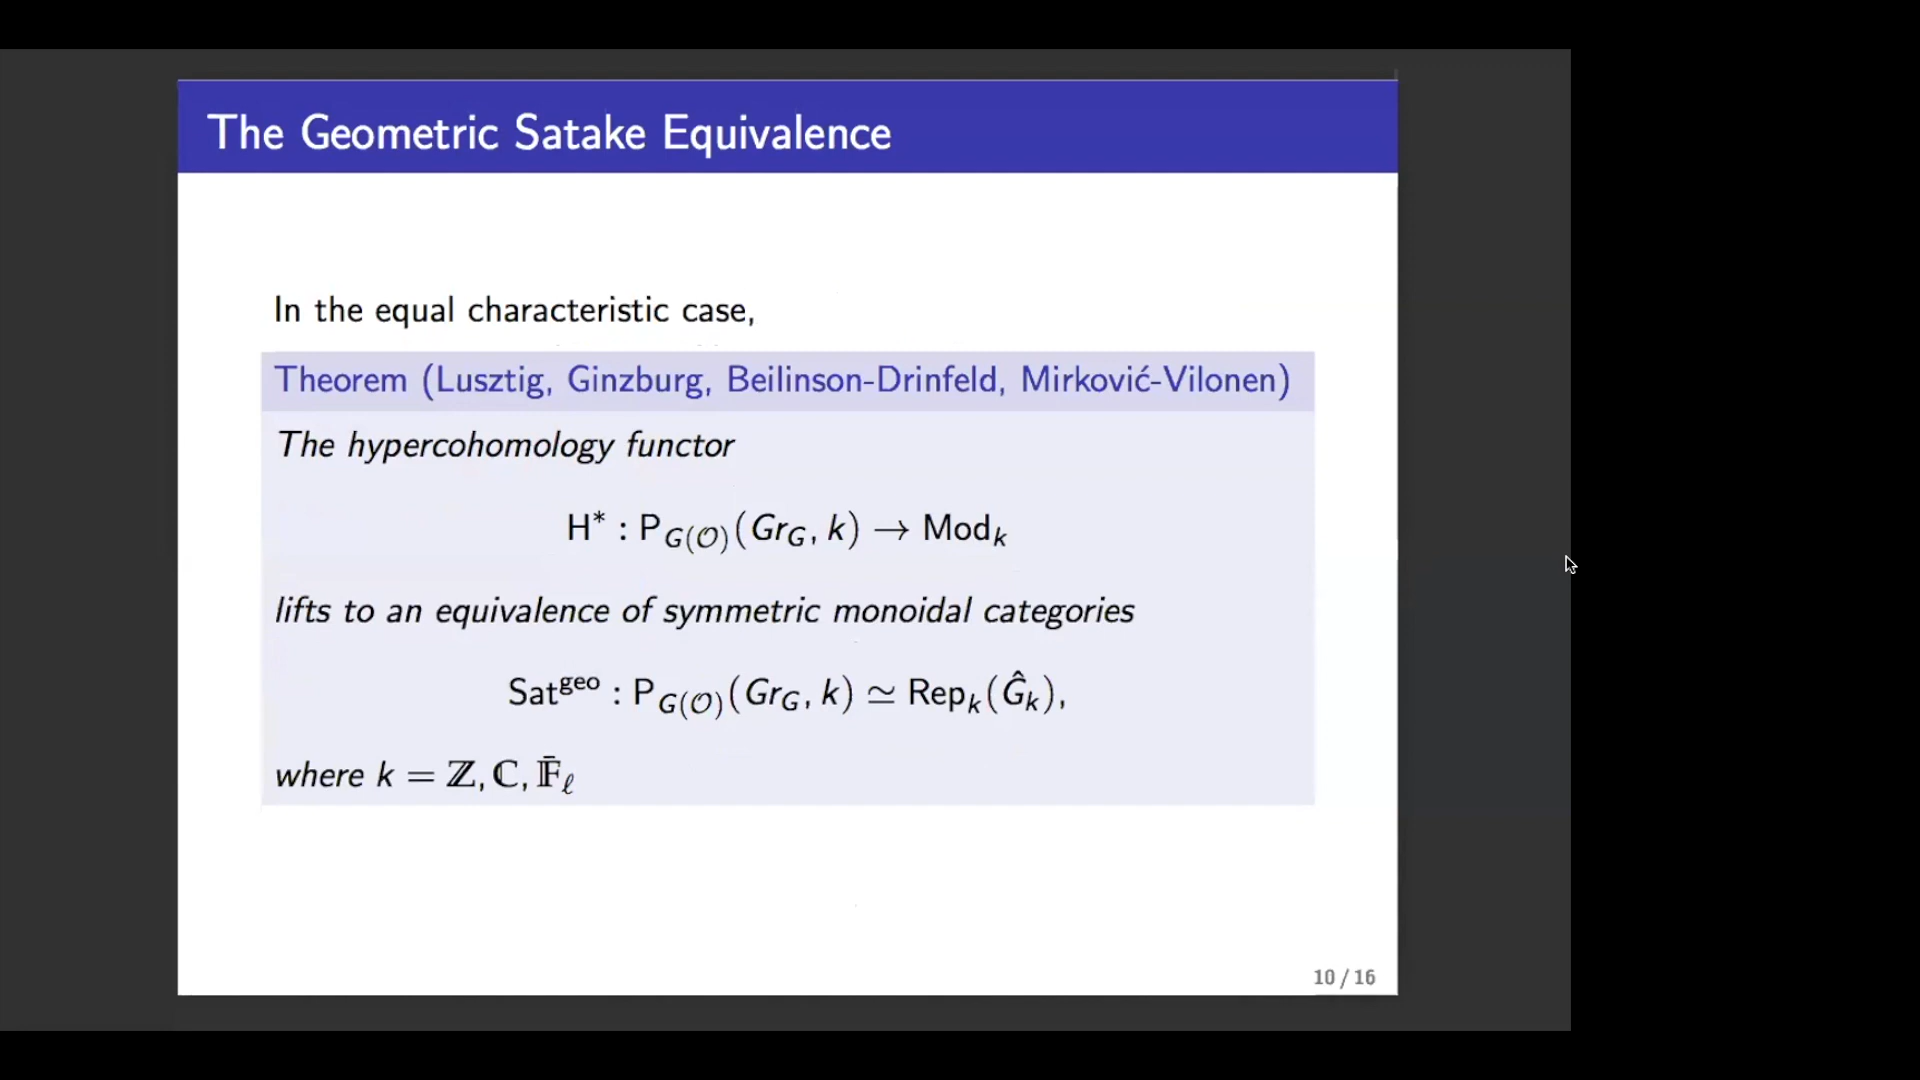 The Geometric Satake Equivalence
In the equal characteristic case,
Theorem (Lusztig, Ginzburg, Beilinson-Drinfeld, Mirković-Vilonen)
The hypercohomology functor
H* : P_{G(𝒪)}(Gr_G, k) → Mod_k
lifts to an equivalence of symmetric monoidal categories
Sat^{geo} : P_{G(𝒪)}(Gr_G, k) ≃ Rep_k(Ĝ_k),
where k = ℤ, ℂ, 𝔽̄_ℓ
10 / 16